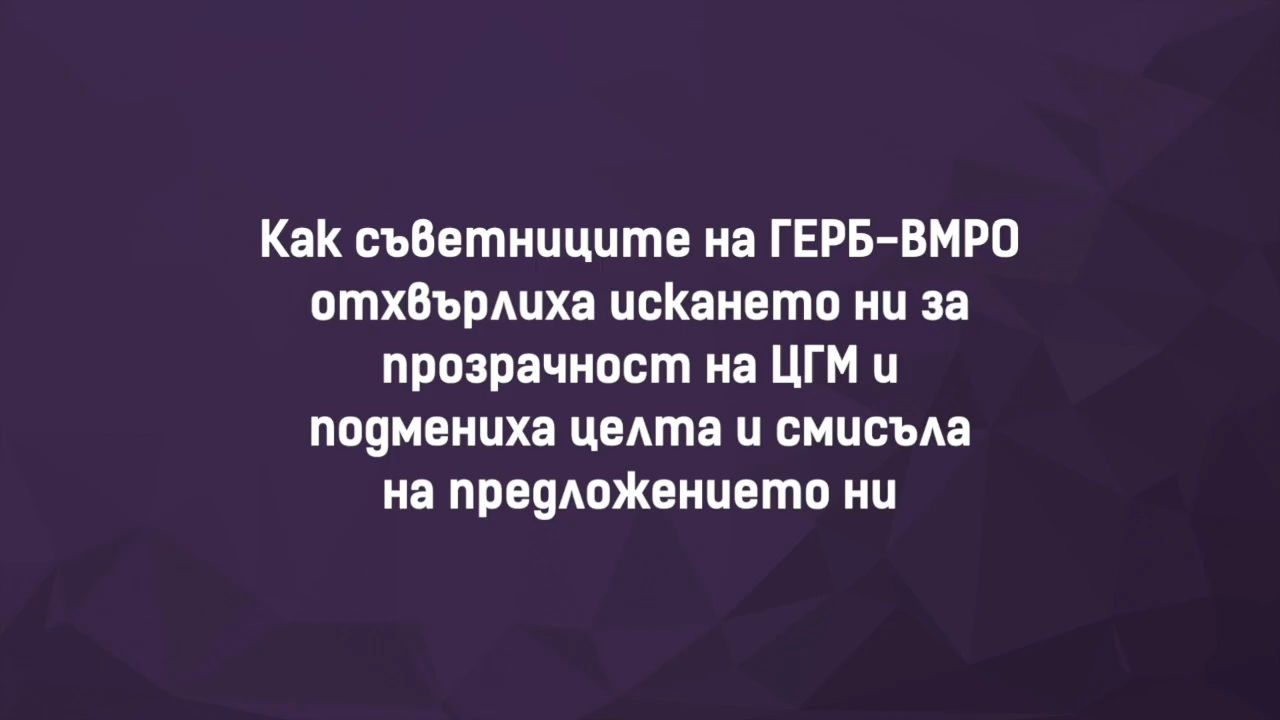 Как съветниците на ГЕРБ-ВМРО
отхвърлиха искането ни за
прозрачност на ЦГМ и
подмениха целта и смисъла
на предложението ни